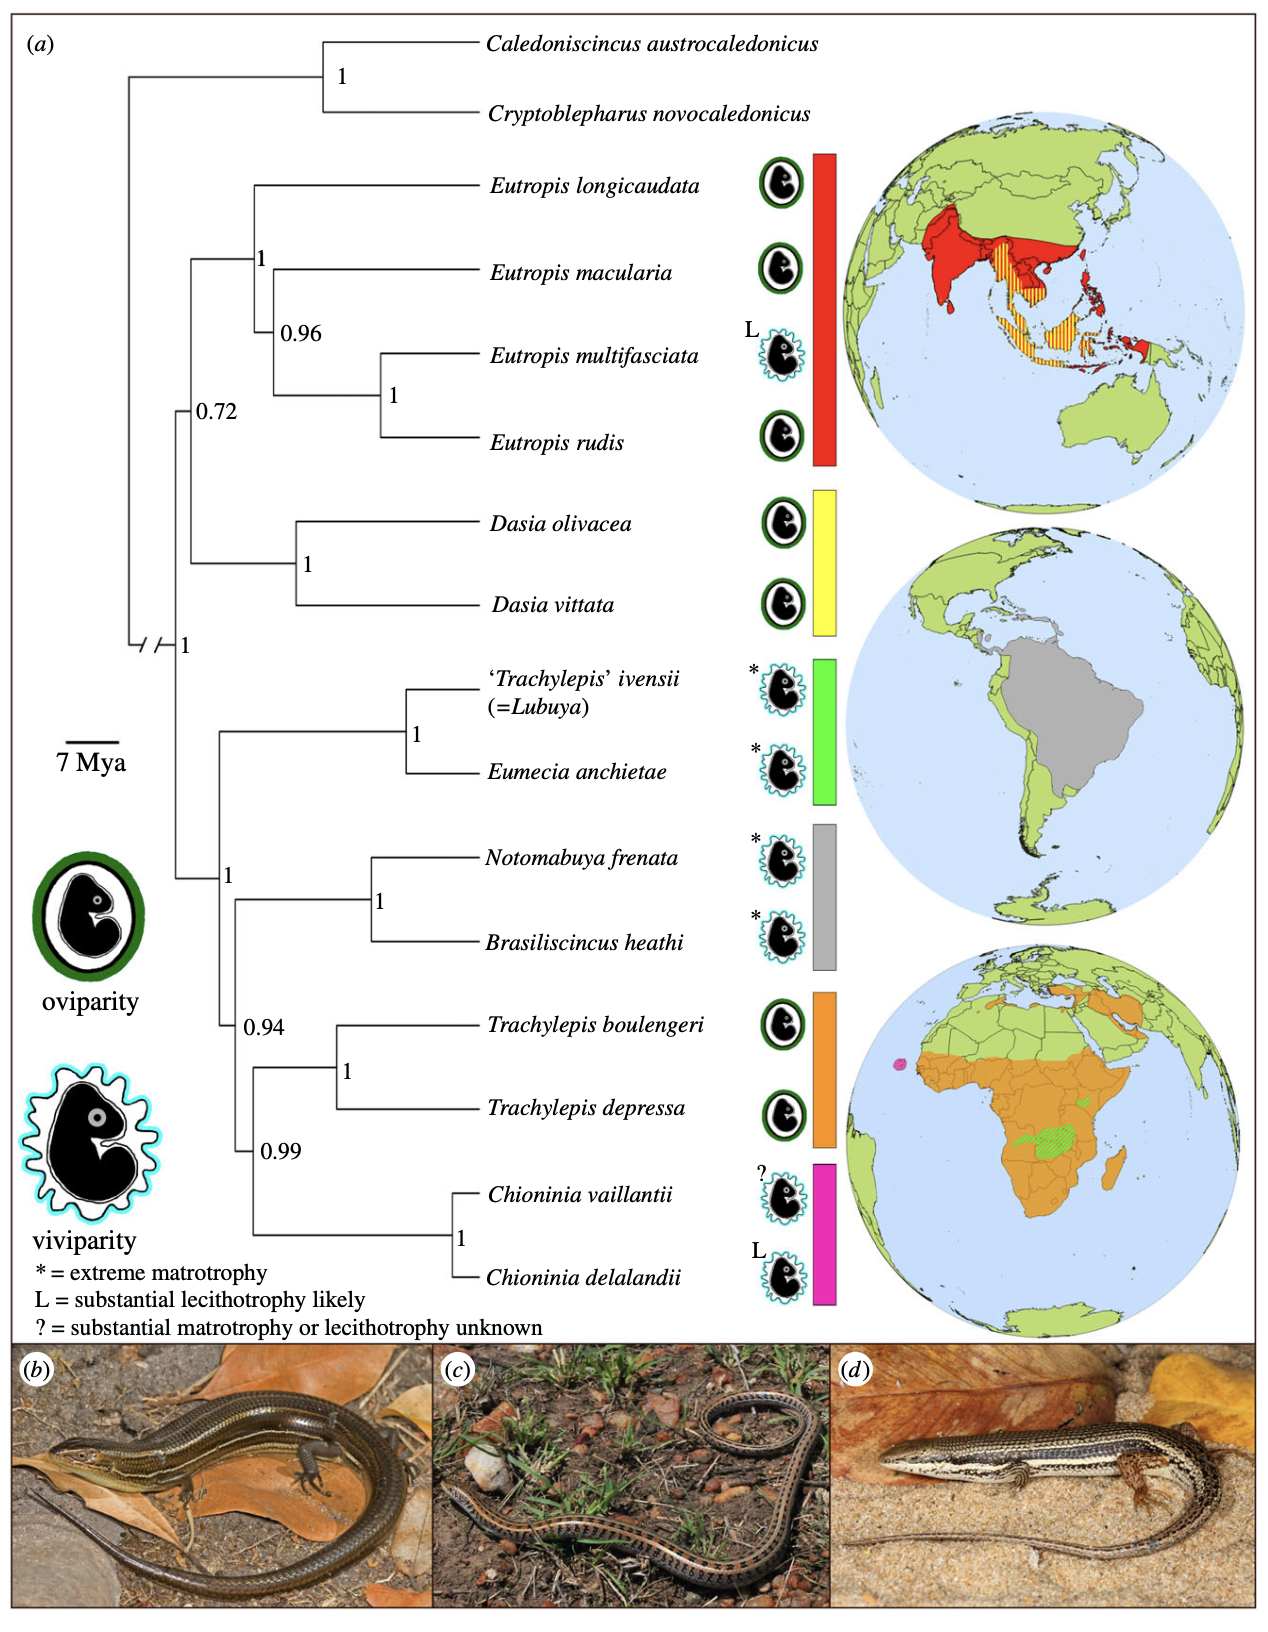 (a)
Caledoniscincus austrocaledonicus
1
Cryptoblepharus novocaledonicus
Eutropis longicaudata
1
Eutropis macularia
0.96
L
Eutropis multifasciata
1
Eutropis rudis
0.72
Dasia olivacea
1
Dasia vittata
1
‘Trachylepis’ ivensii
(=Lubuya)
*
1
7 Mya
Eumecia anchietae
*
1
Notomabuya frenata
*
1
Brasiliscincus heathi
*
oviparity
0.94
Trachylepis boulengeri
1
Trachylepis depressa
0.99
?
Chioninia vaillantii
1
L
Chioninia delalandii
viviparity
* = extreme matrotrophy
L = substantial lecithotrophy likely
? = substantial matrotrophy or lecithotrophy unknown
(b)
(c)
(d)